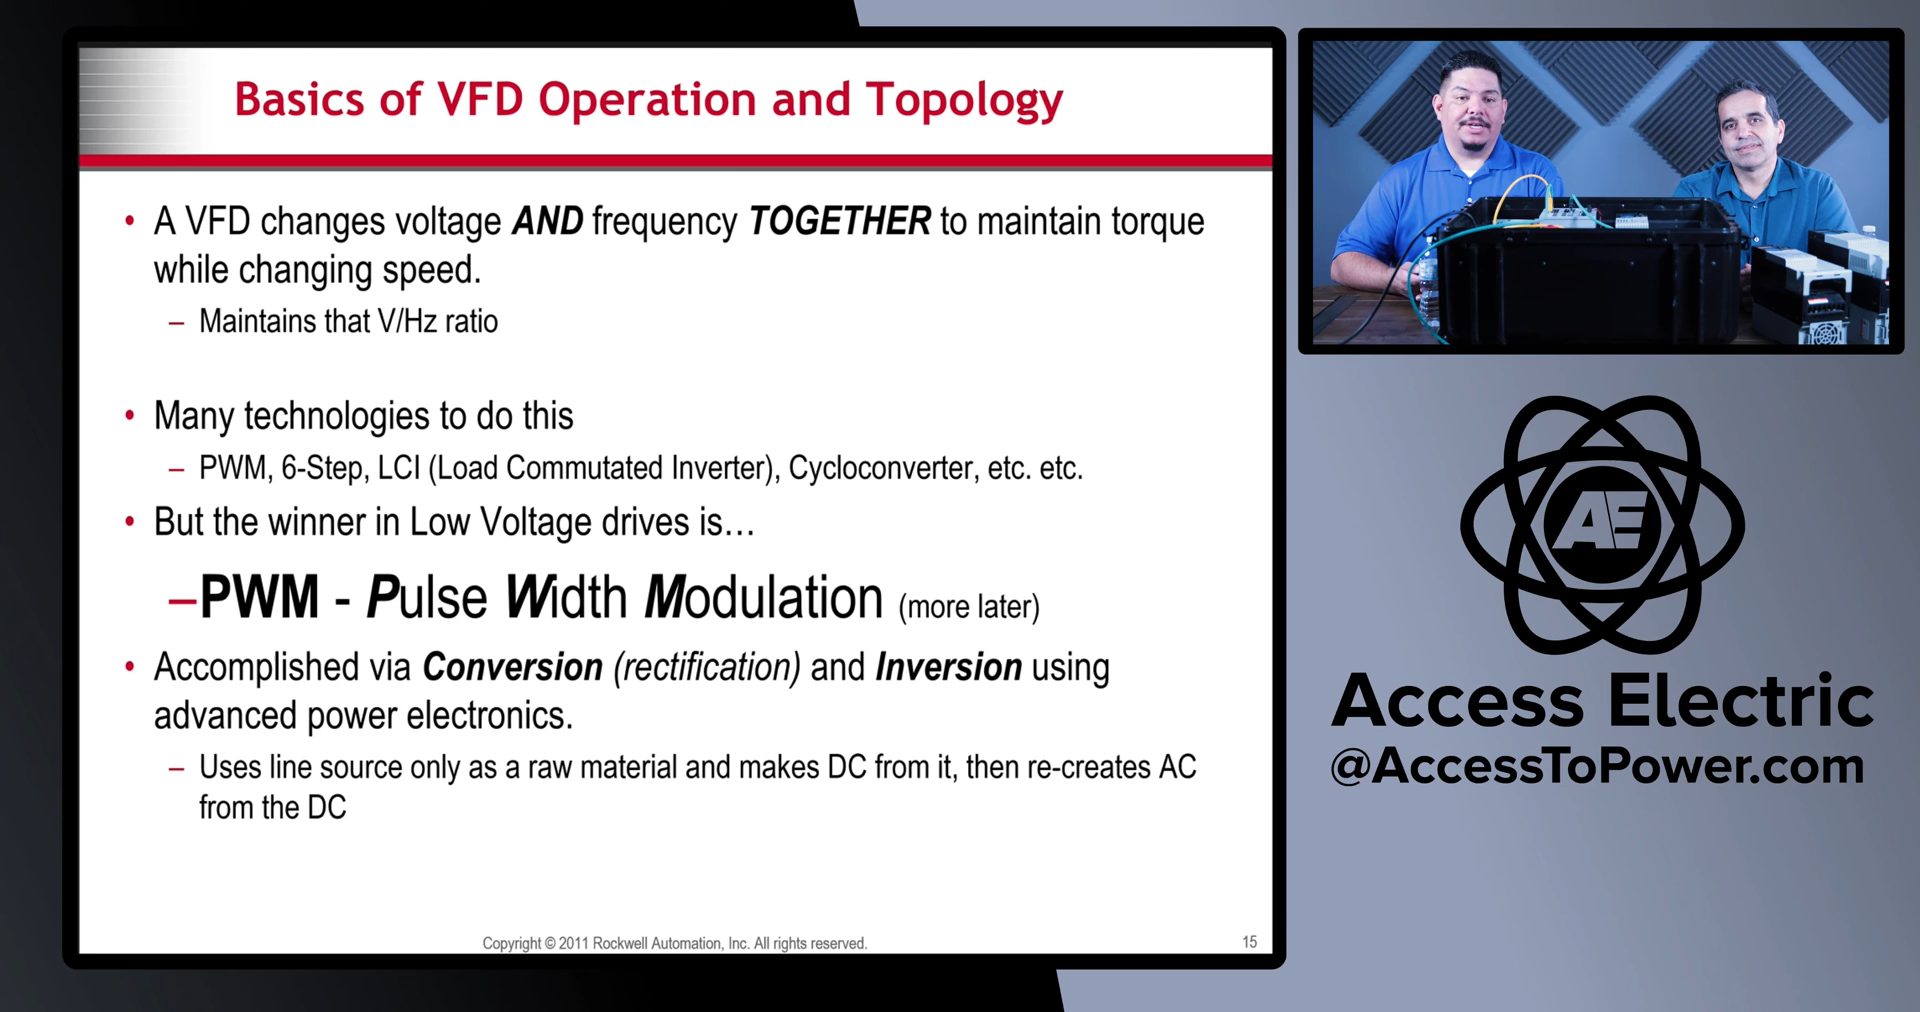 Basics of VFD Operation and Topology
• A VFD changes voltage AND frequency TOGETHER to maintain torque
while changing speed.
– Maintains that V/Hz ratio
• Many technologies to do this
– PWM, 6-Step, LCI (Load Commutated Inverter), Cycloconverter, etc. etc.
• But the winner in Low Voltage drives is…
–PWM - Pulse Width Modulation (more later)
• Accomplished via Conversion (rectification) and Inversion using
advanced power electronics.
– Uses line source only as a raw material and makes DC from it, then re-creates AC
from the DC
Copyright © 2011 Rockwell Automation, Inc. All rights reserved.
15
AE
Access Electric
@AccessToPower.com